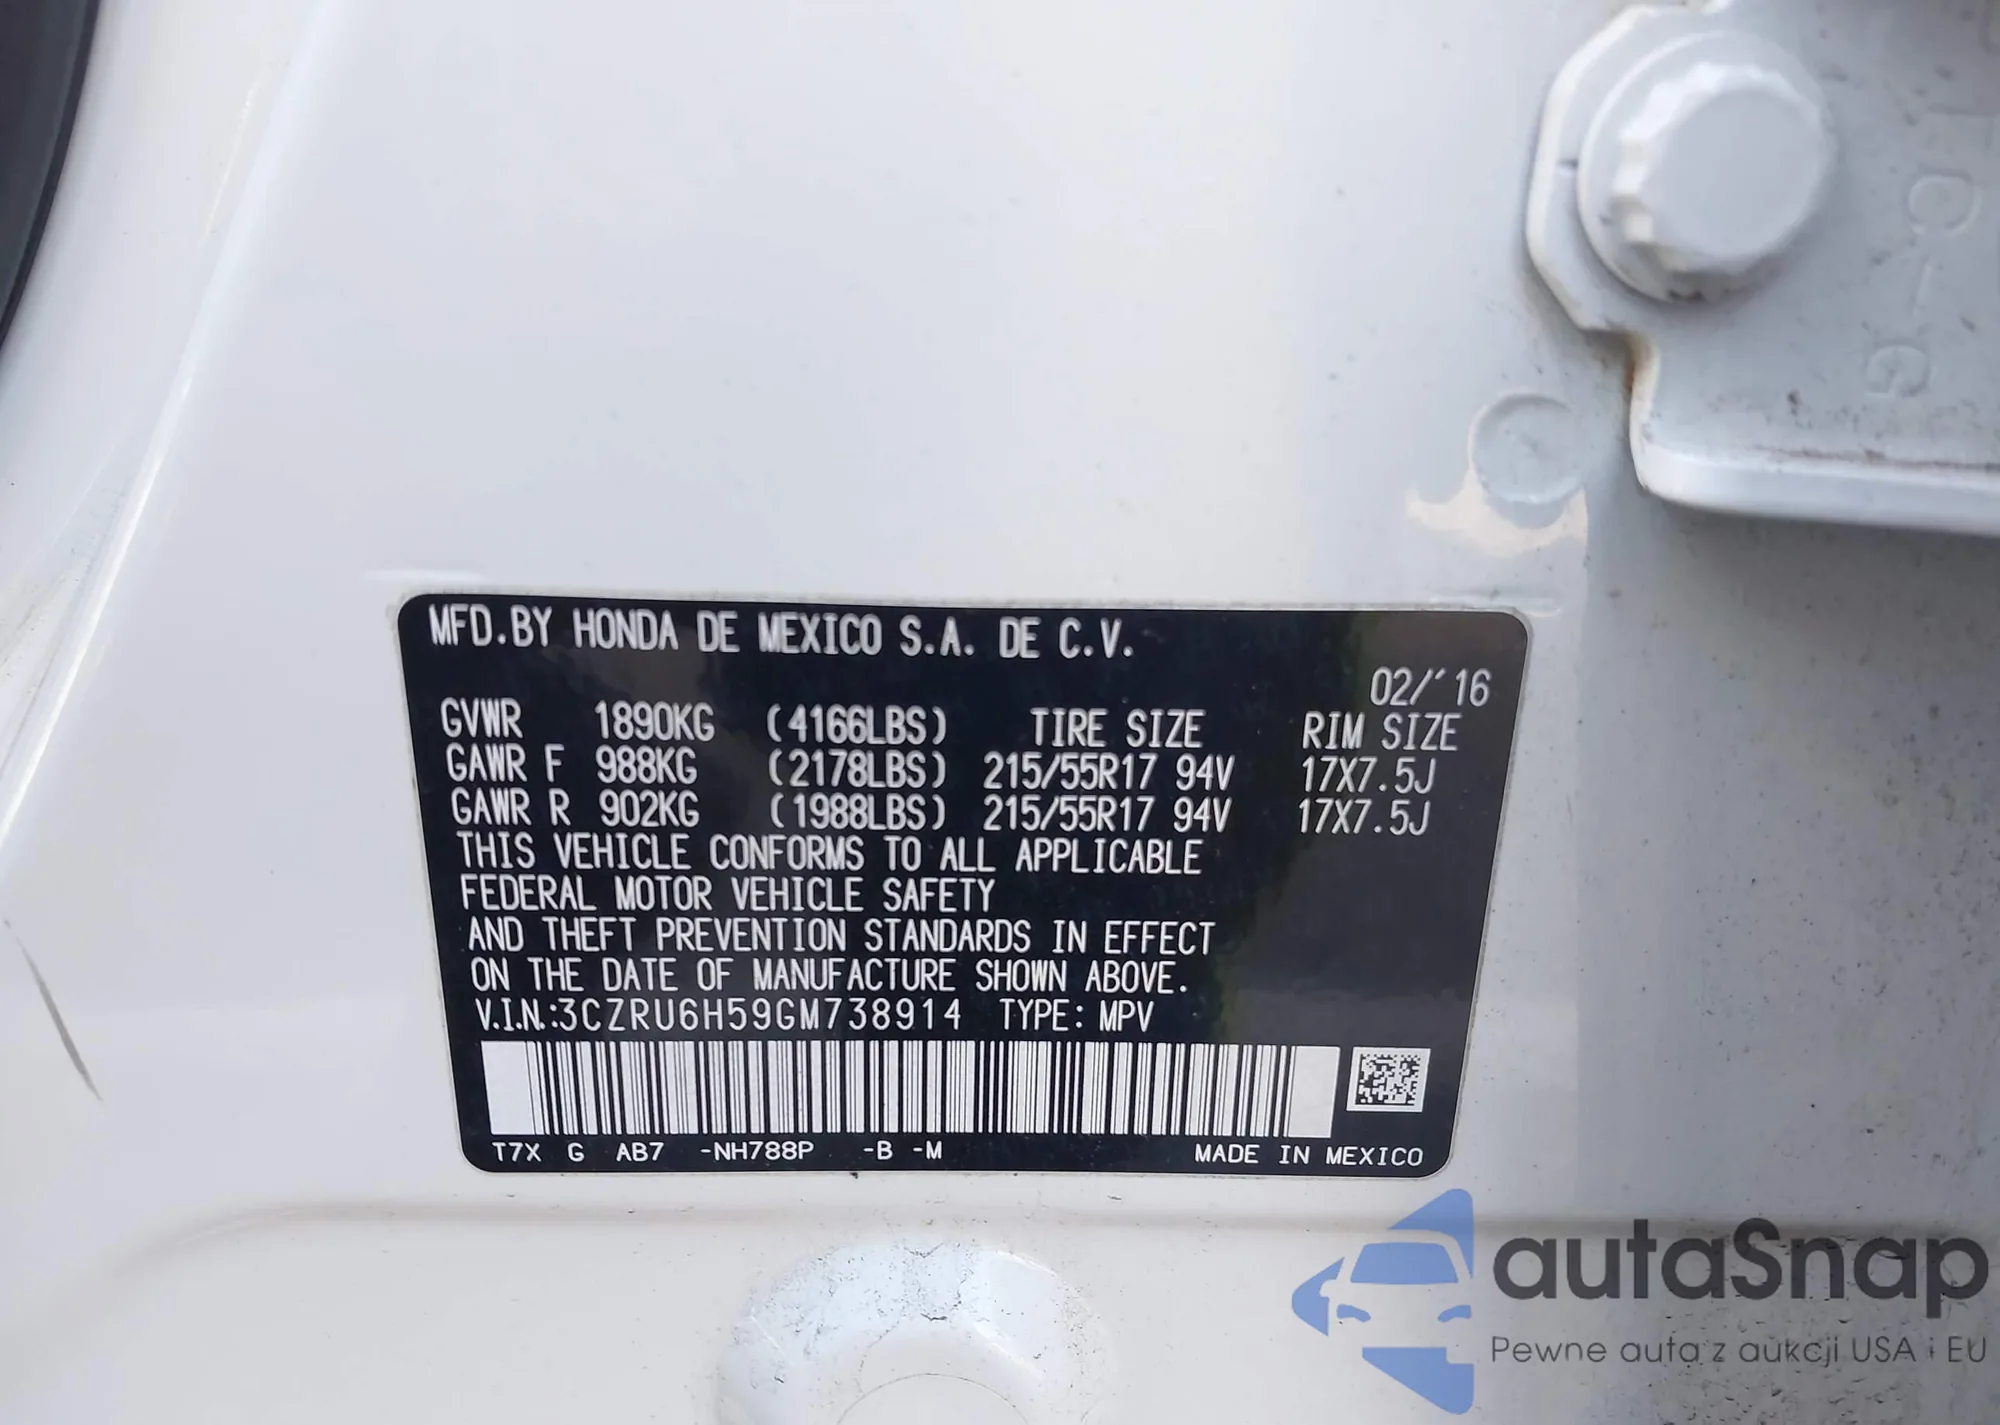 MFD.BY HONDA DE MEXICO S.A. DE C.V.
02/'16
GVWR 1890KG (4166LBS) TIRE SIZE RIM SIZE
GAWR F 988KG (2178LBS) 215/55R17 94V 17X7.5J
GAWR R 902KG (1988LBS) 215/55R17 94V 17X7.5J
THIS VEHICLE CONFORMS TO ALL APPLICABLE
FEDERAL MOTOR VEHICLE SAFETY
AND THEFT PREVENTION STANDARDS IN EFFECT
ON THE DATE OF MANUFACTURE SHOWN ABOVE.
V.I.N.:3CZRU6H59GM738914 TYPE: MPV
T7X G AB7 -NH788P -B -M MADE IN MEXICO
autaSnap
Pewne auta z aukcji USA i EU